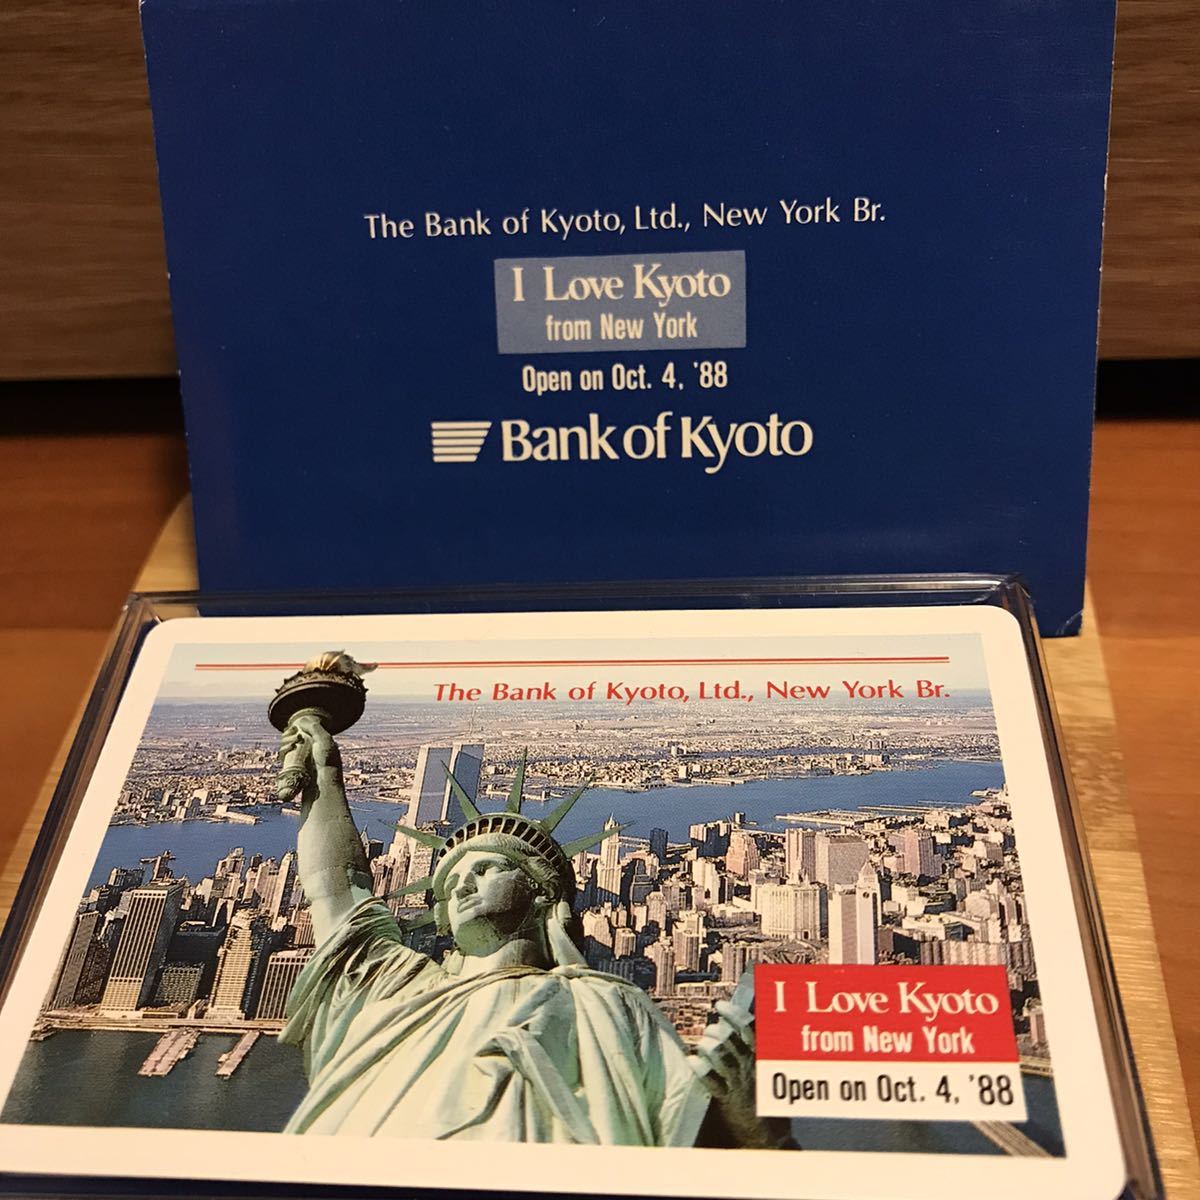 The Bank of Kyoto, Ltd., New York Br.
I Love Kyoto
from New York
Open on Oct. 4, '88
Bank of Kyoto
The Bank of Kyoto, Ltd., New York Br.
I Love Kyoto
from New York
Open on Oct. 4, '88